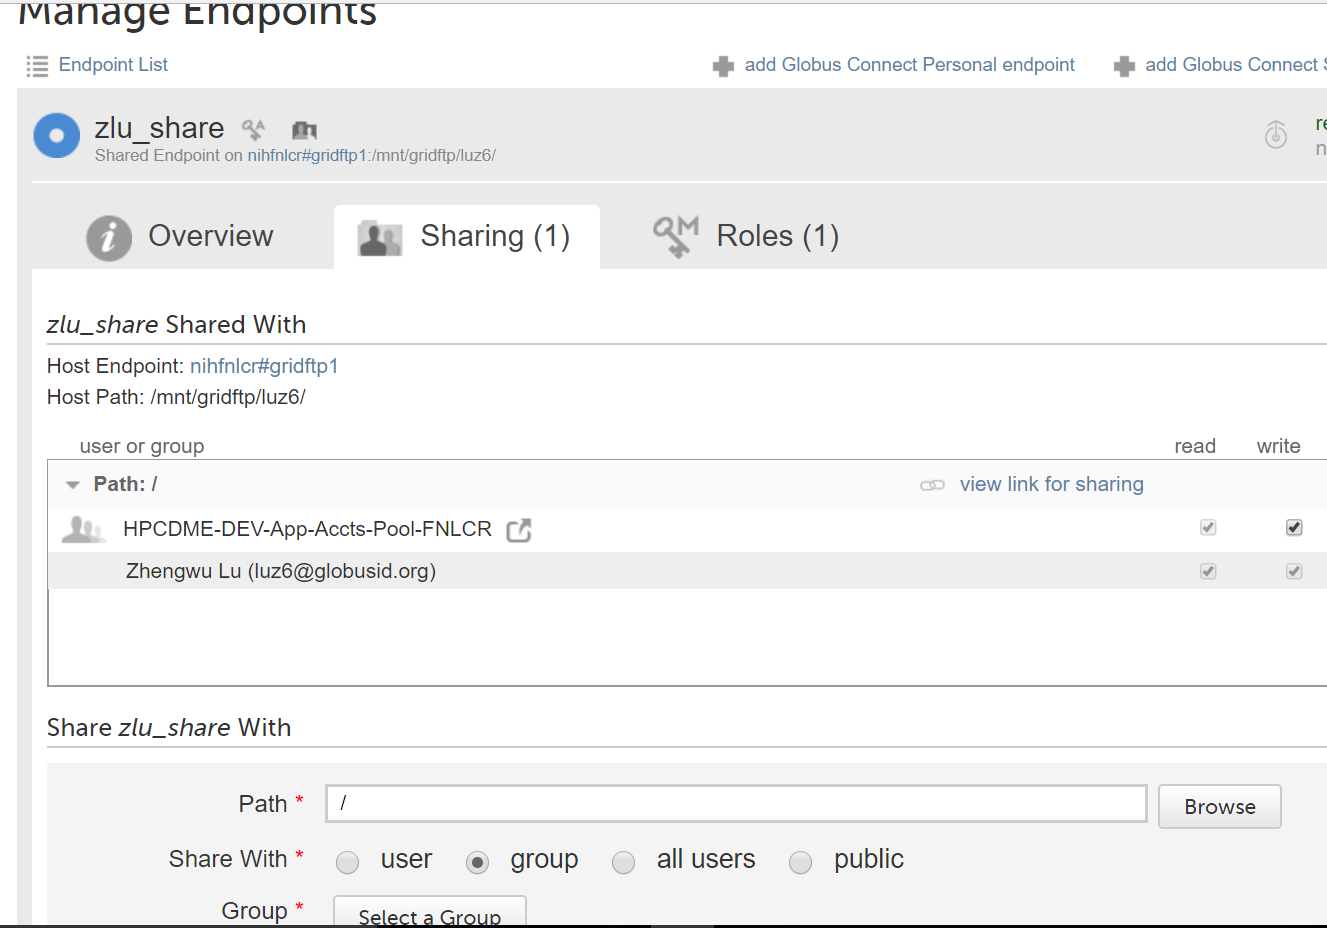 Manage Endpoints
Endpoint List
add Globus Connect Personal endpoint
add Globus Connect
zlu_share
Shared Endpoint on nihfnlcr#gridftp1:/mnt/gridftp/luz6/
Overview
Sharing (1)
Roles (1)
zlu_share Shared With
Host Endpoint: nihfnlcr#gridftp1
Host Path: /mnt/gridftp/luz6/
user or group read write
Path: / view link for sharing
HPCDME-DEV-App-Accts-Pool-FNLCR
Zhengwu Lu (luz6@globusid.org)
Share zlu_share With
Path * / Browse
Share With * user group all users public
Group * Select a Group